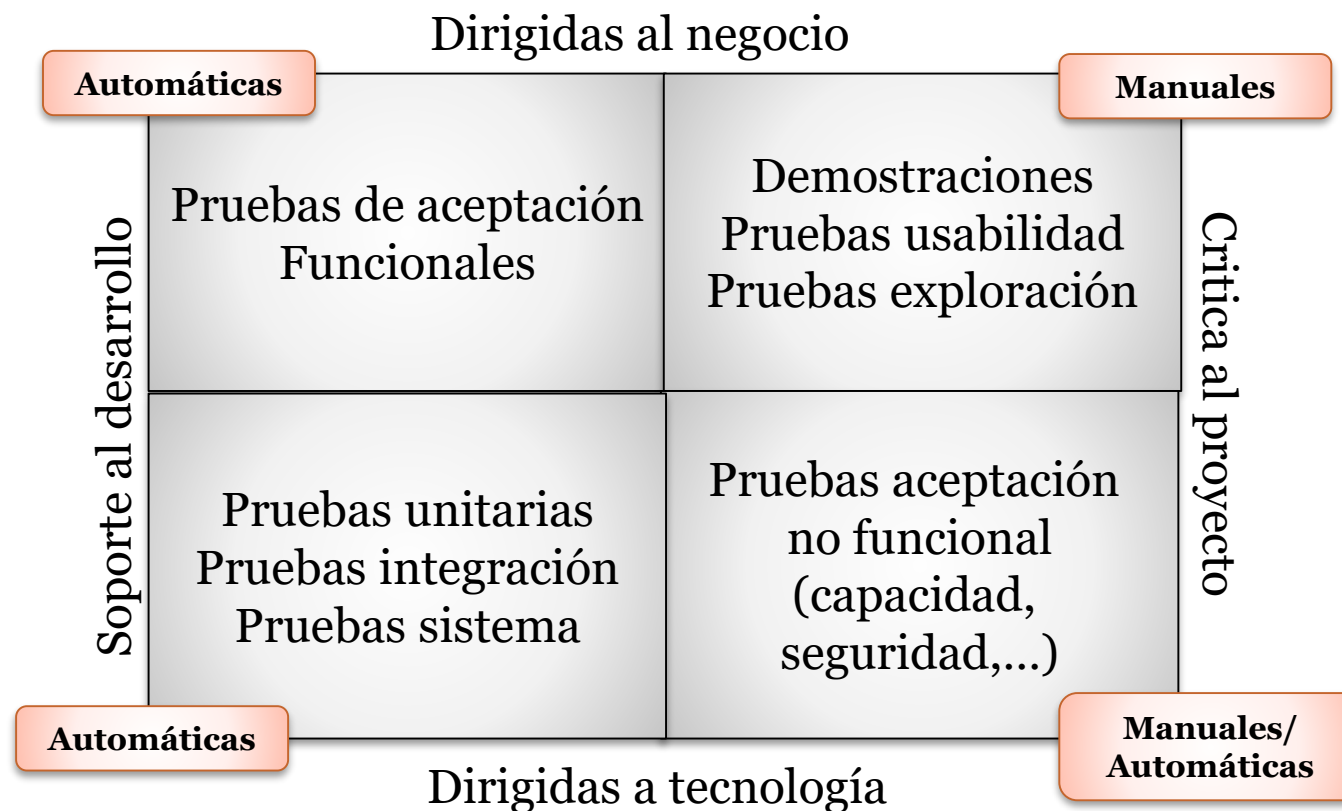 Dirigidas al negocio
Automáticas
Manuales
Pruebas de aceptación
Funcionales
Demostraciones
Pruebas usabilidad
Pruebas exploración
Soporte al desarrollo
Critica al proyecto
Pruebas unitarias
Pruebas integración
Pruebas sistema
Pruebas aceptación
no funcional
(capacidad,
seguridad,...)
Automáticas
Manuales/
Automáticas
Dirigidas a tecnología